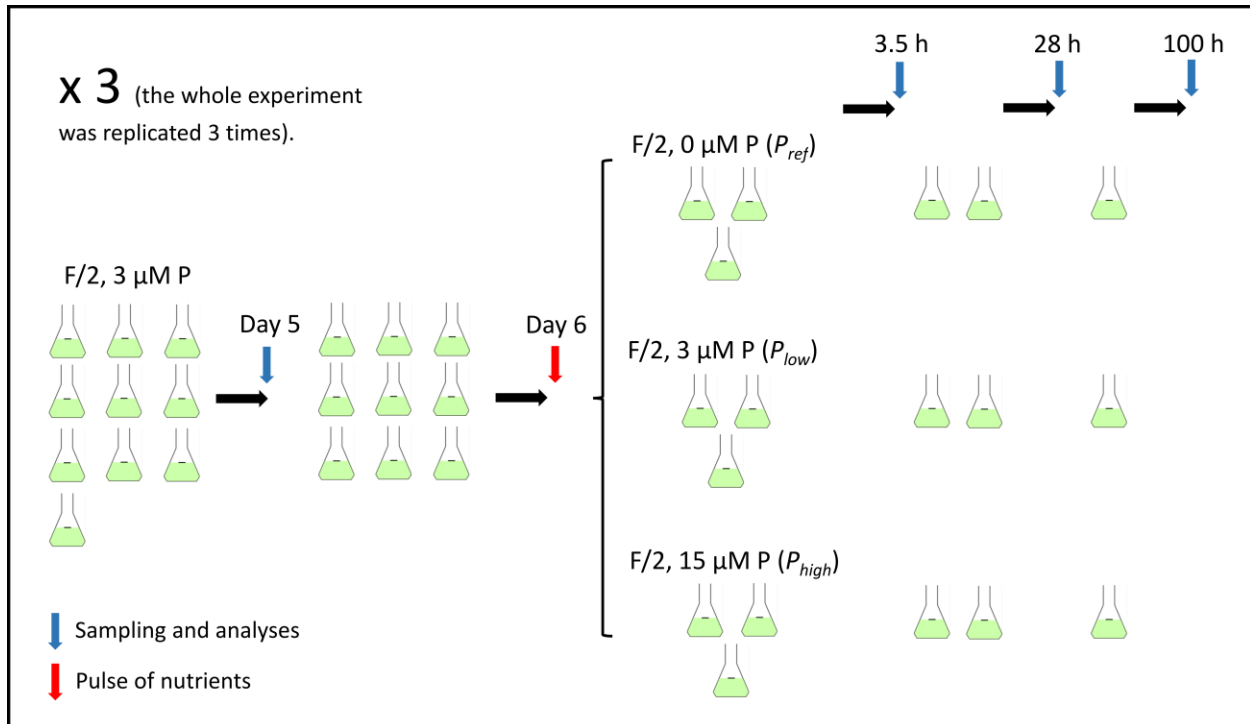 x 3 (the whole experiment
was replicated 3 times).
3.5 h
28 h
100 h
F/2, 0 µM P (Pref)
F/2, 3 µM P
Day 5
Day 6
F/2, 3 µM P (Plow)
F/2, 15 µM P (Phigh)
Sampling and analyses
Pulse of nutrients